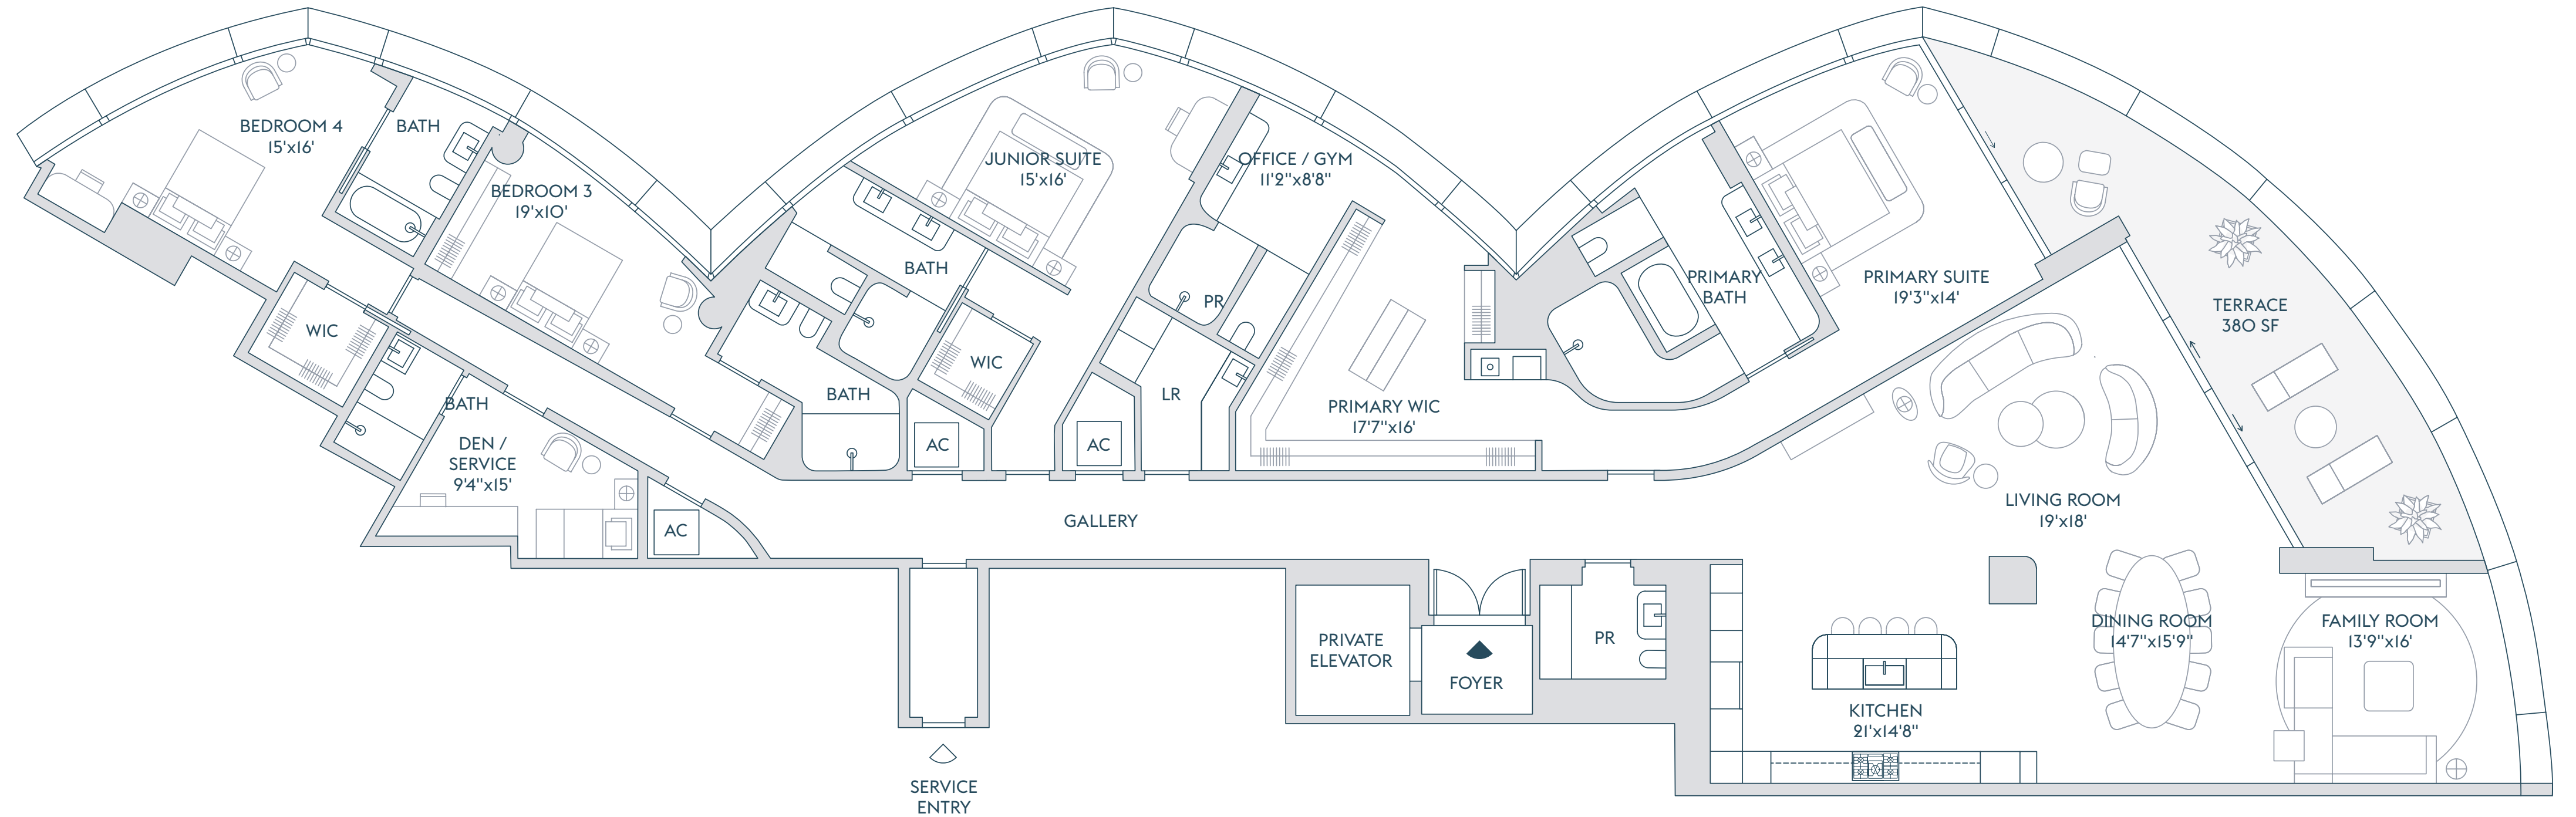 BEDROOM 4
15'x16'
BATH
BEDROOM 3
19'x10'
WIC
BATH
DEN /
SERVICE
9'4"x15'
AC
JUNIOR SUITE
15'x16'
BATH
BATH
WIC
AC
AC
OFFICE / GYM
11'2"x8'8"
PR
LR
PRIMARY WIC
17'7"x16'
PRIMARY
BATH
PRIMARY SUITE
19'3"x14'
TERRACE
380 SF
GALLERY
LIVING ROOM
19'x18'
PRIVATE
ELEVATOR
FOYER
PR
DINING ROOM
14'7"x15'9"
FAMILY ROOM
13'9"x16'
KITCHEN
21'x14'8"
SERVICE
ENTRY